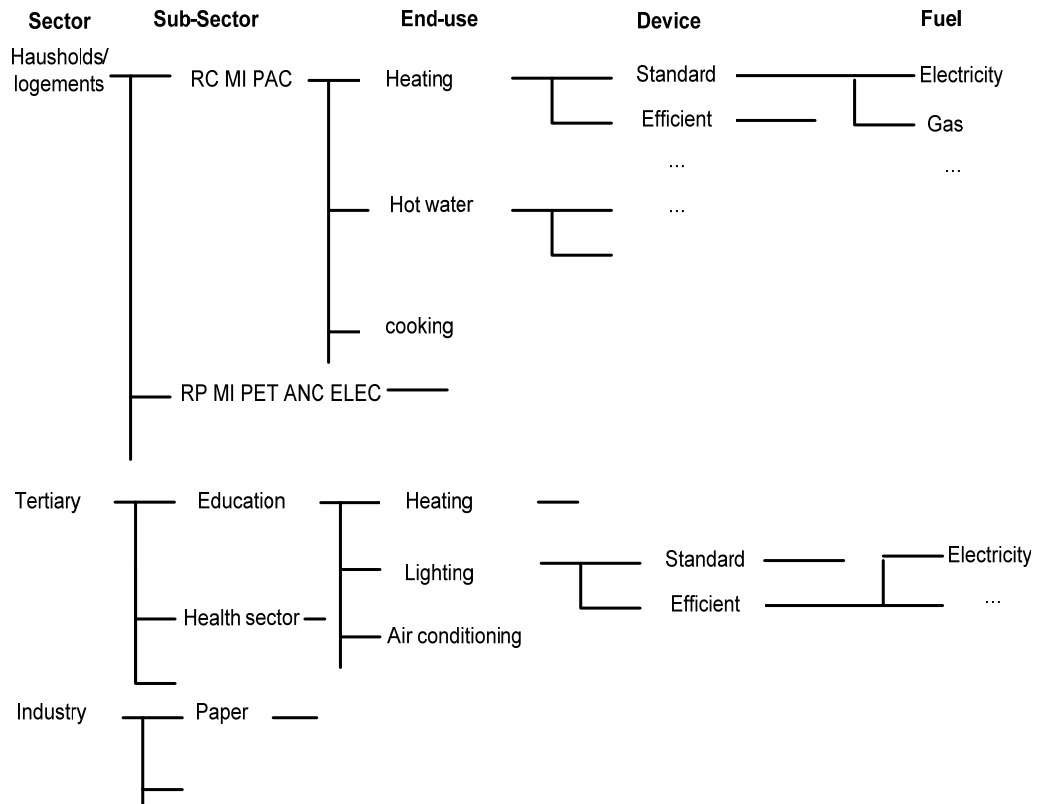 Sector Sub-Sector End-use Device Fuel
Hausholds/
logements
RC MI PAC Heating Standard Electricity
Efficient Gas
... ...
Hot water ...
cooking
RP MI PET ANC ELEC
Tertiary Education Heating
Lighting Standard Electricity
Efficient ...
Health sector Air conditioning
Industry Paper